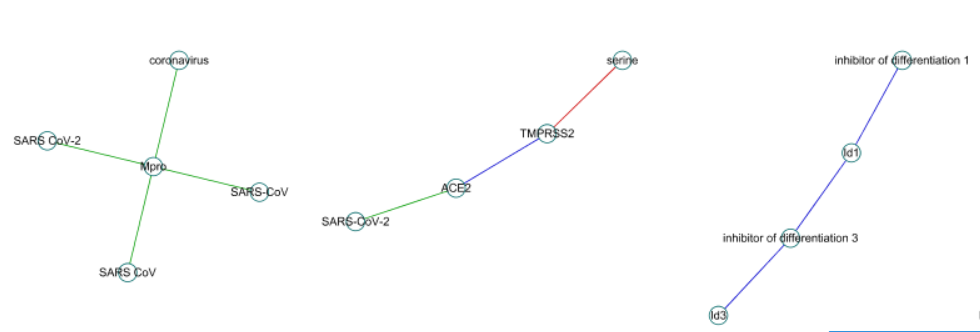 coronavirus
SARS CoV-2
Mpro
SARS-CoV
SARS CoV
serine
TMPRSS2
ACE2
SARS-CoV-2
inhibitor of differentiation 1
Id1
inhibitor of differentiation 3
Id3